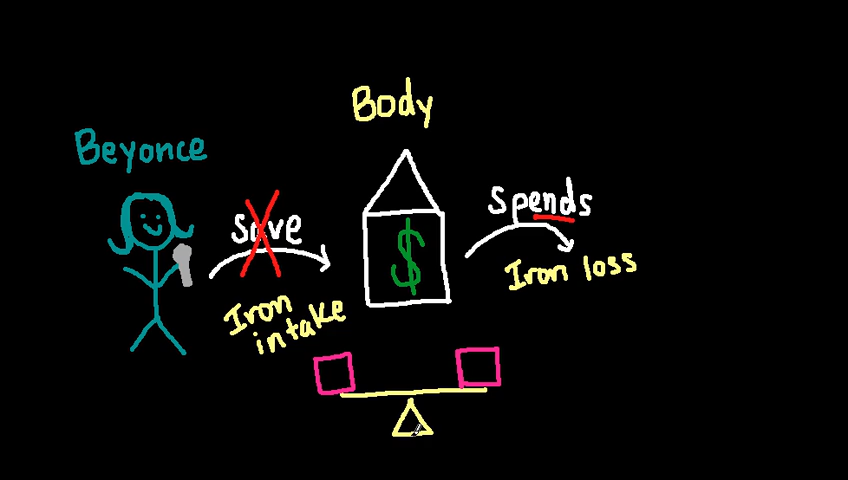 Body
Beyonce
Save
Spends
Iron
intake
Iron loss
$